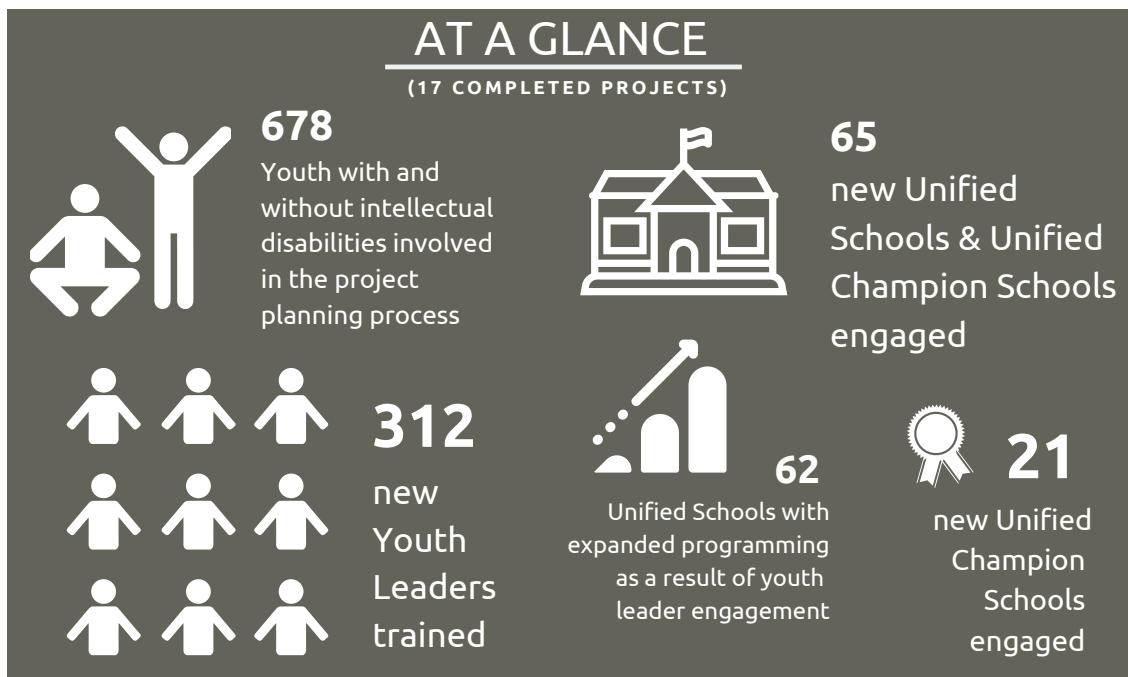 AT A GLANCE
(17 COMPLETED PROJECTS)
678
Youth with and
without intellectual
disabilities involved
in the project
planning process
65
new Unified
Schools & Unified
Champion Schools
engaged
312
new
Youth
Leaders
trained
62
Unified Schools with
expanded programming
as a result of youth
leader engagement
21
new Unified
Champion
Schools
engaged